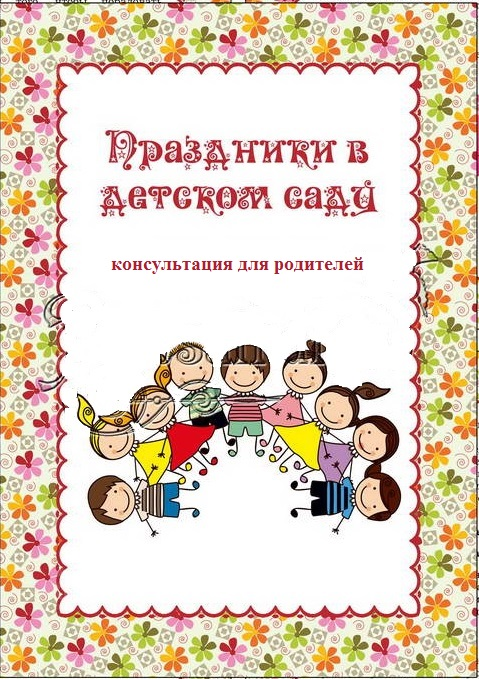 Праздники в
детском саду
консультация для родителей